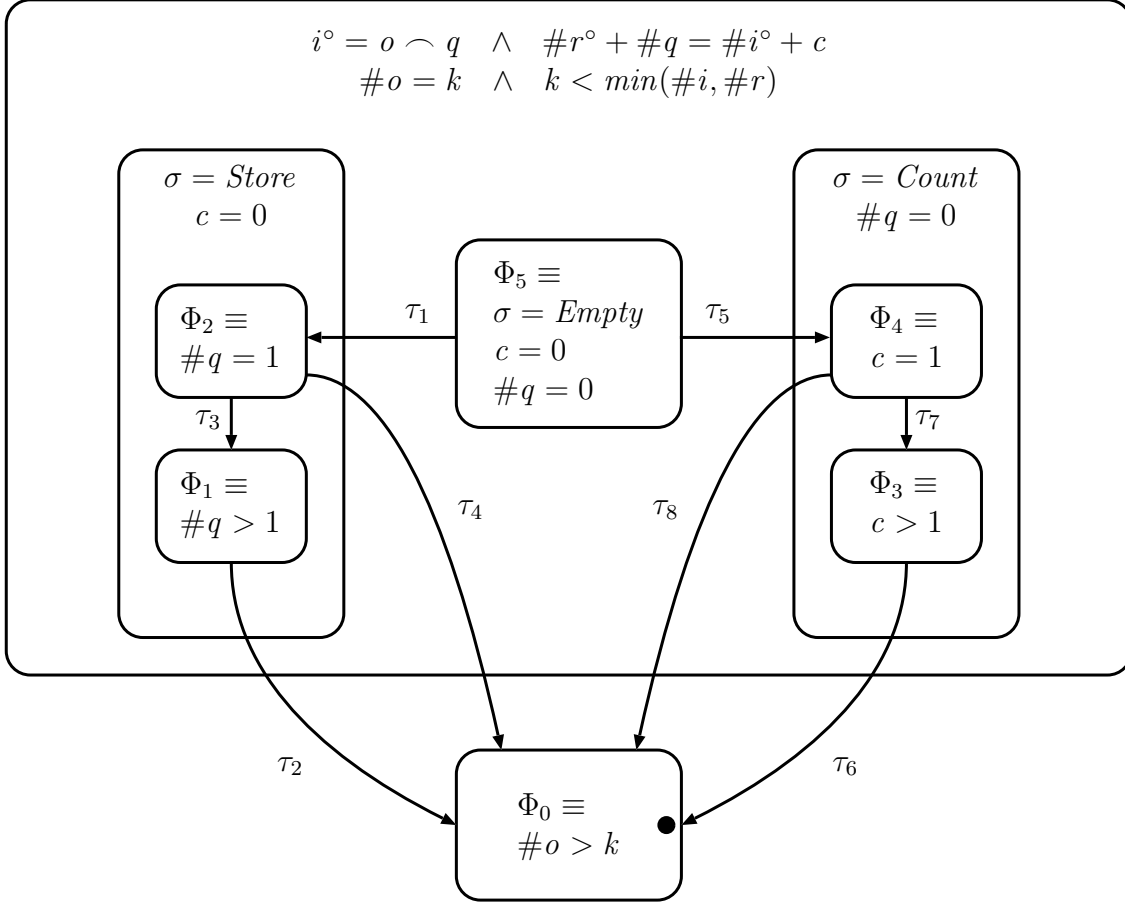 i° = o ⌢ q ∧ #r° + #q = #i° + c
#o = k ∧ k < min(#i, #r)
σ = Store
c = 0
σ = Count
#q = 0
Φ₅ ≡
σ = Empty
c = 0
#q = 0
τ₁
τ₅
Φ₂ ≡
#q = 1
Φ₄ ≡
c = 1
τ₃
τ₇
Φ₁ ≡
#q > 1
Φ₃ ≡
c > 1
τ₄
τ₈
τ₂
τ₆
Φ₀ ≡
#o > k